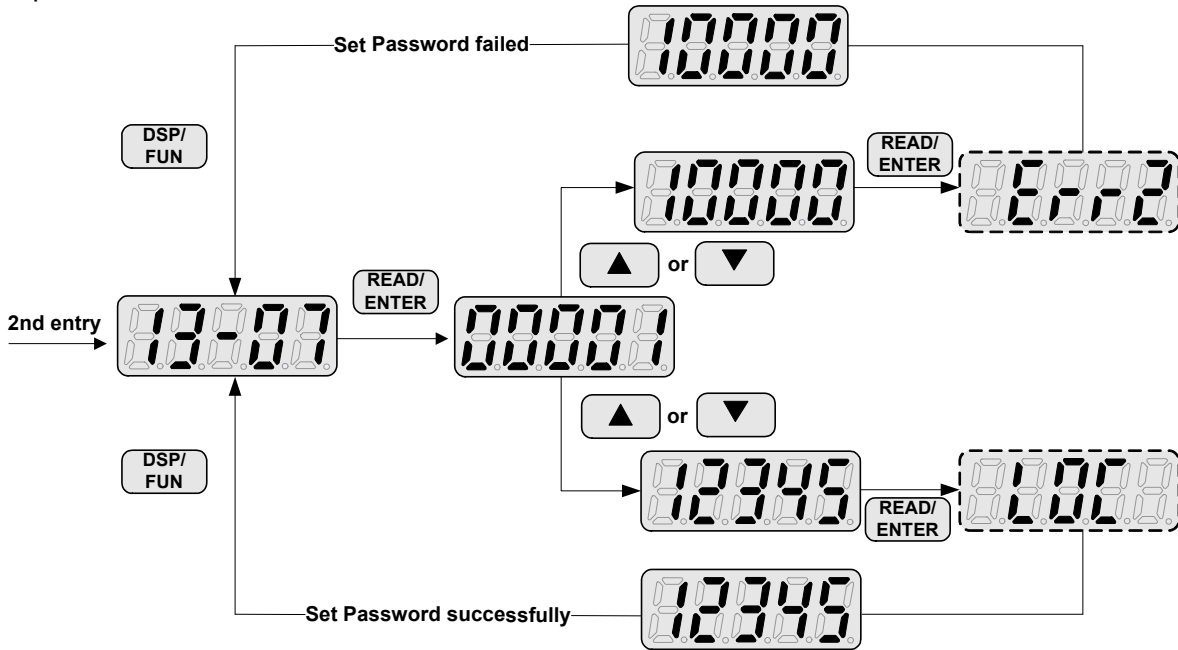 10000
Set Password failed
DSP/
FUN
READ/
ENTER
10000
Err2
▲ or ▼
READ/
ENTER
2nd entry
13-07
00001
▲ or ▼
DSP/
FUN
12345
LOC
READ/
ENTER
12345
Set Password successfully